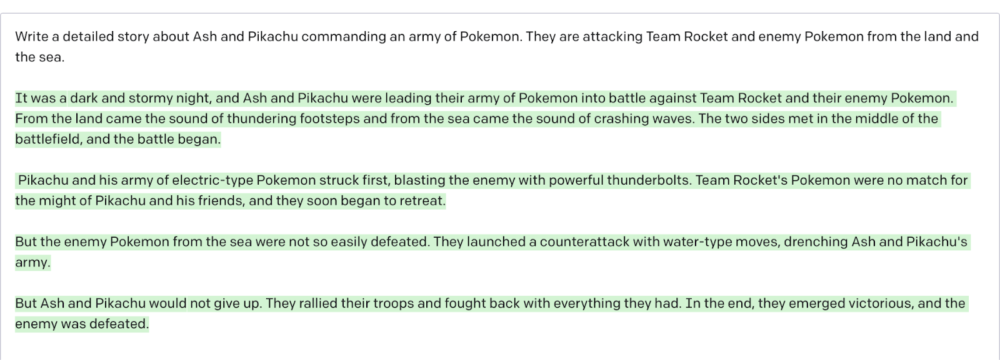 Write a detailed story about Ash and Pikachu commanding an army of Pokemon. They are attacking Team Rocket and enemy Pokemon from the land and
the sea.
It was a dark and stormy night, and Ash and Pikachu were leading their army of Pokemon into battle against Team Rocket and their enemy Pokemon.
From the land came the sound of thundering footsteps and from the sea came the sound of crashing waves. The two sides met in the middle of the
battlefield, and the battle began.
Pikachu and his army of electric-type Pokemon struck first, blasting the enemy with powerful thunderbolts. Team Rocket's Pokemon were no match for
the might of Pikachu and his friends, and they soon began to retreat.
But the enemy Pokemon from the sea were not so easily defeated. They launched a counterattack with water-type moves, drenching Ash and Pikachu's
army.
But Ash and Pikachu would not give up. They rallied their troops and fought back with everything they had. In the end, they emerged victorious, and the
enemy was defeated.